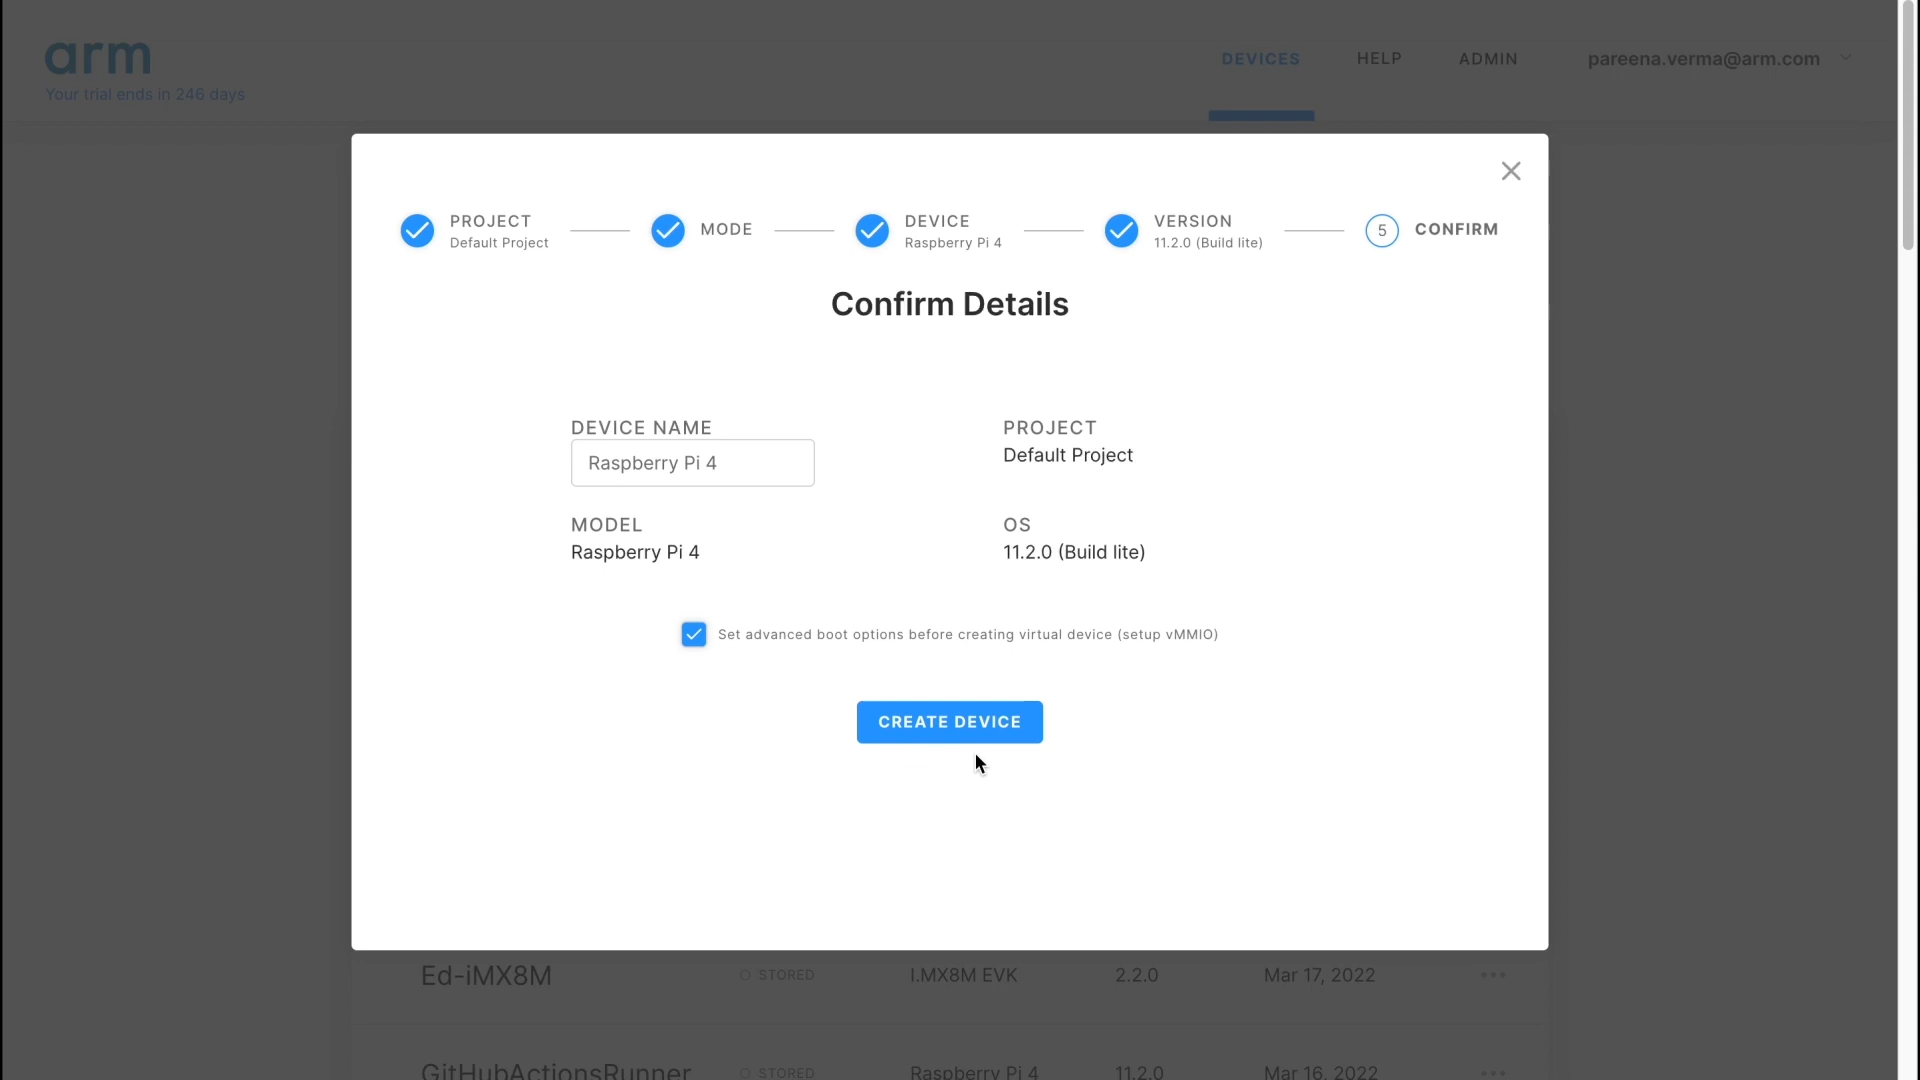 arm
Your trial ends in 246 days
DEVICES
HELP
ADMIN
pareena.verma@arm.com
PROJECT
Default Project
MODE
DEVICE
Raspberry Pi 4
VERSION
11.2.0 (Build lite)
5
CONFIRM
Confirm Details
DEVICE NAME
Raspberry Pi 4
PROJECT
Default Project
MODEL
Raspberry Pi 4
OS
11.2.0 (Build lite)
Set advanced boot options before creating virtual device (setup vMMIO)
CREATE DEVICE
Ed-iMX8M STORED I.MX8M EVK 2.2.0 Mar 17, 2022
GitHubActionsRunner STORED Raspberry Pi 4 11.2.0 Mar 16, 2022